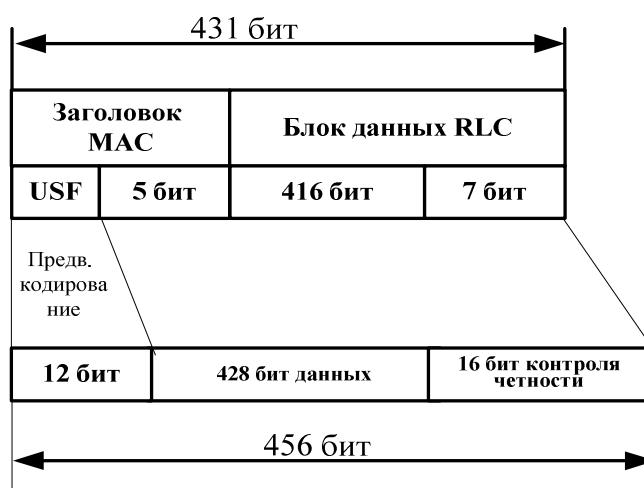 431 бит
Заголовок
МАС
Блок данных RLC
USF
5 бит
416 бит
7 бит
Предв.
кодирова
ние
12 бит
428 бит данных
16 бит контроля
четности
456 бит